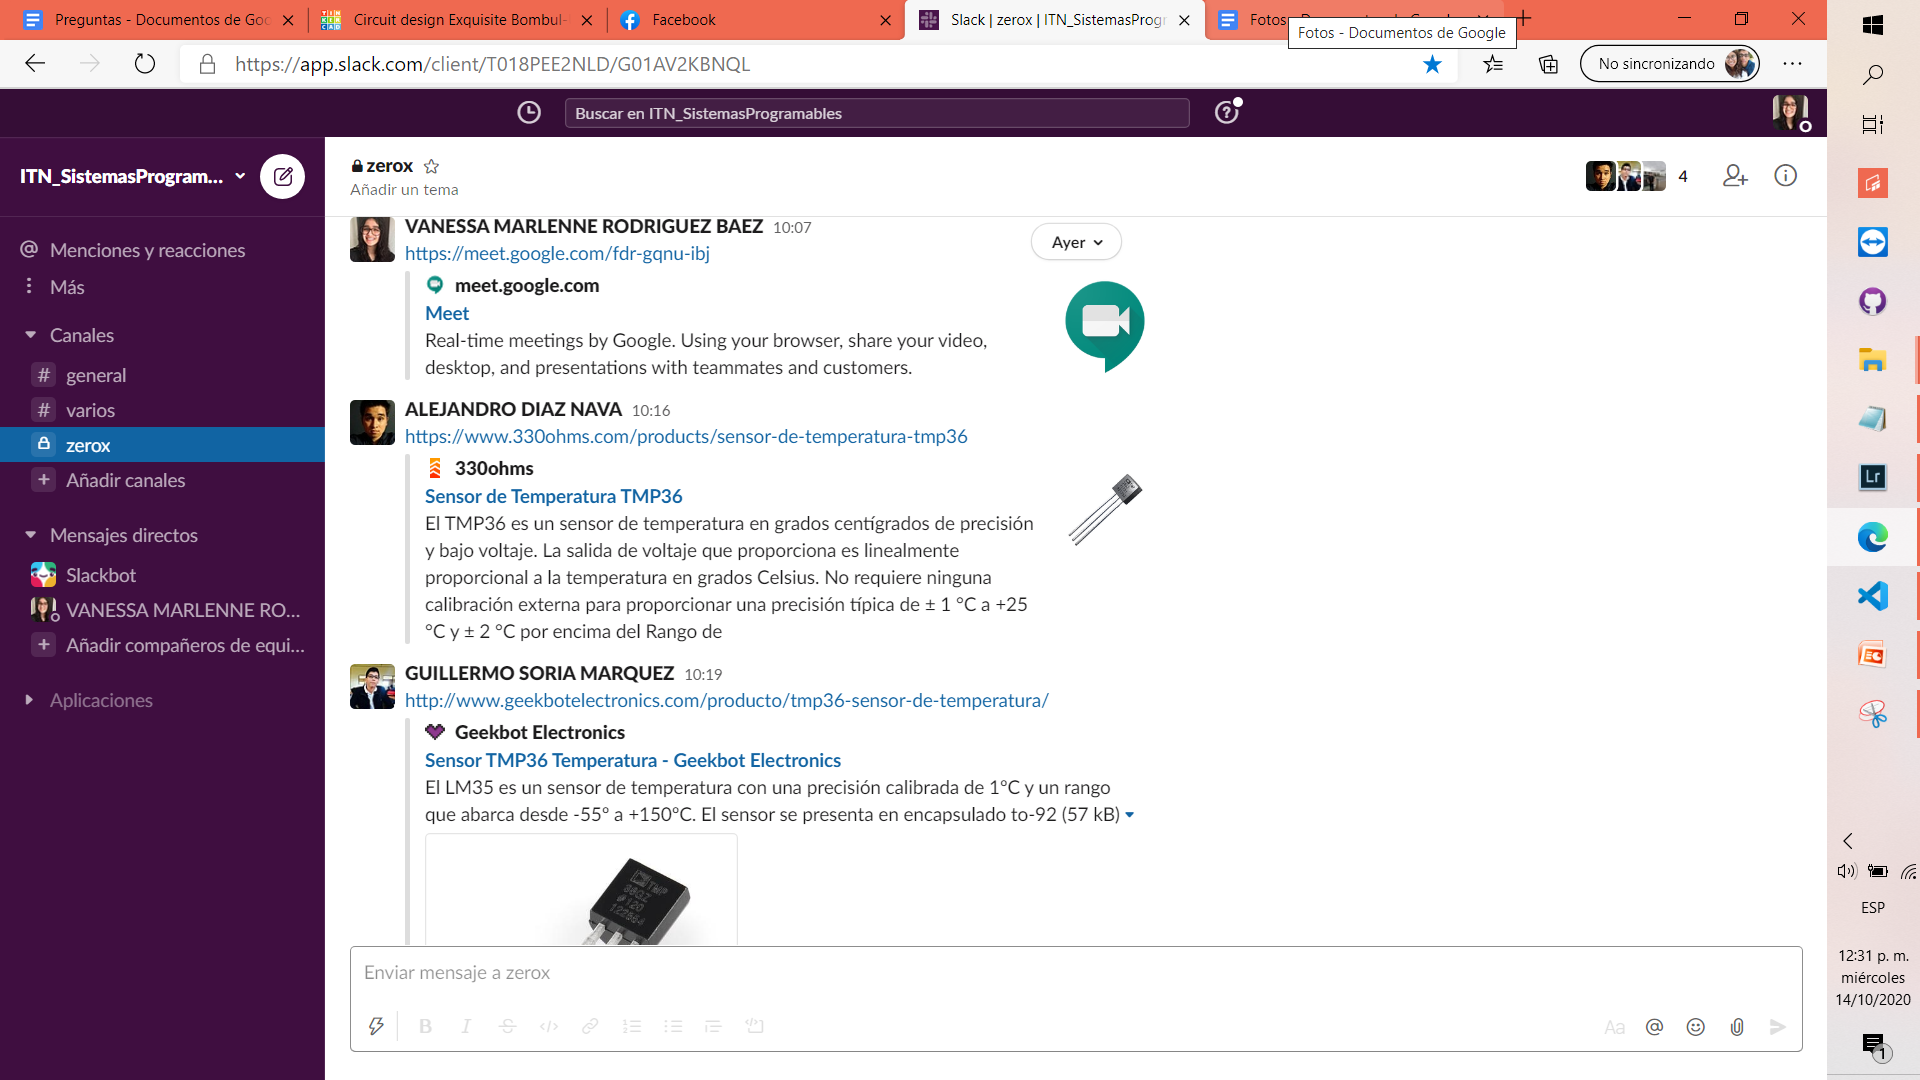 Preguntas - Documentos de Goo
Circuit design Exquisite Bombul-
Facebook
Slack | zerox | ITN_SistemasProgr
Fotos - Documentos de Google
https://app.slack.com/client/T018PEE2NLD/G01AV2KBNQL
No sincronizando
Buscar en ITN_SistemasProgramables
ITN_SistemasProgram...
Menciones y reacciones
Más
Canales
# general
# varios
zerox
+ Añadir canales
Mensajes directos
Slackbot
VANESSA MARLENNE RO...
+ Añadir compañeros de equi...
Aplicaciones
zerox
Añadir un tema
4
Ayer
VANESSA MARLENNE RODRIGUEZ BAEZ 10:07
https://meet.google.com/fdr-gqnu-ibj
meet.google.com
Meet
Real-time meetings by Google. Using your browser, share your video,
desktop, and presentations with teammates and customers.
ALEJANDRO DIAZ NAVA 10:16
https://www.330ohms.com/products/sensor-de-temperatura-tmp36
330ohms
Sensor de Temperatura TMP36
El TMP36 es un sensor de temperatura en grados centígrados de precisión
y bajo voltaje. La salida de voltaje que proporciona es linealmente
proporcional a la temperatura en grados Celsius. No requiere ninguna
calibración externa para proporcionar una precisión típica de ± 1 °C a +25
°C y ± 2 °C por encima del Rango de
GUILLERMO SORIA MARQUEZ 10:19
http://www.geekbotelectronics.com/producto/tmp36-sensor-de-temperatura/
Geekbot Electronics
Sensor TMP36 Temperatura - Geekbot Electronics
El LM35 es un sensor de temperatura con una precisión calibrada de 1°C y un rango
que abarca desde -55° a +150°C. El sensor se presenta en encapsulado to-92 (57 kB)
TMP
Enviar mensaje a zerox
B I S </>
Aa @
Lr
ESP
12:31 p. m.
miércoles
14/10/2020
1